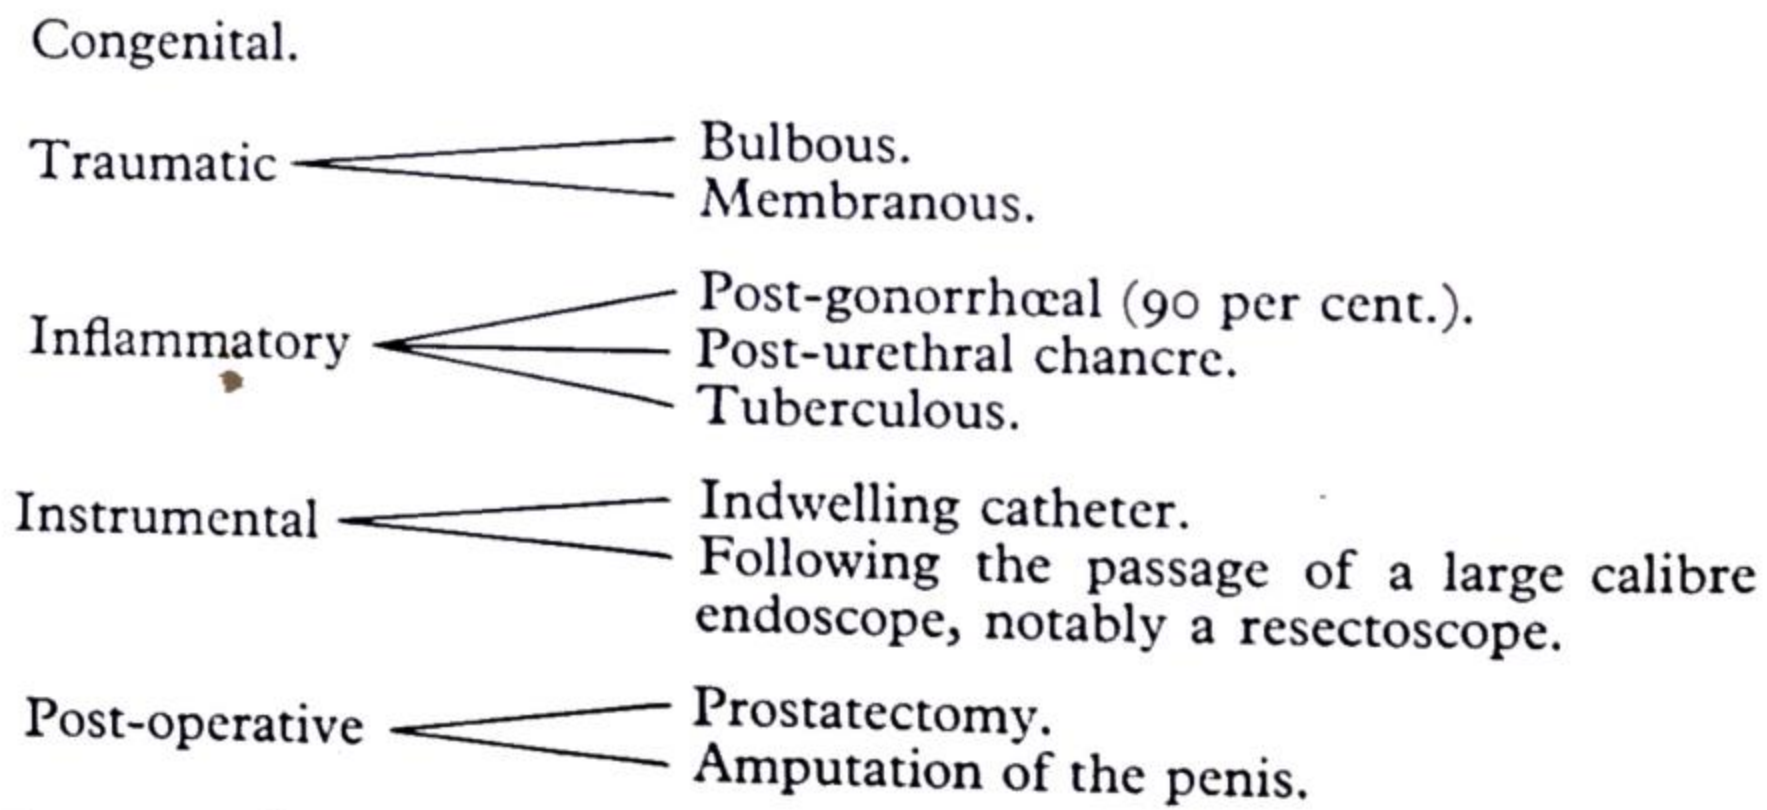 Congenital.
Traumatic
Bulbous.
Membranous.
Inflammatory
Post-gonorrhœal (90 per cent.).
Post-urethral chancre.
Tuberculous.
Instrumental
Indwelling catheter.
Following the passage of a large calibre
endoscope, notably a resectoscope.
Post-operative
Prostatectomy.
Amputation of the penis.